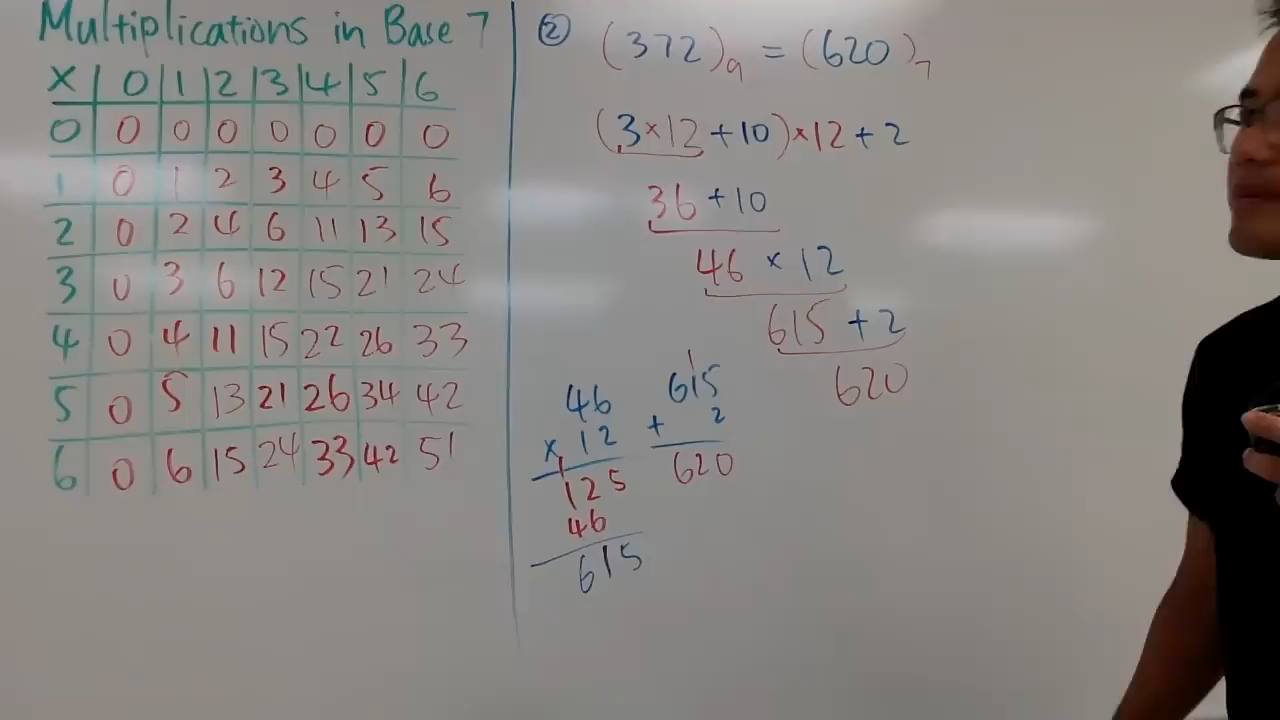 Multiplications in Base 7
x 0 1 2 3 4 5 6
0 0 0 0 0 0 0 0
1 0 1 2 3 4 5 6
2 0 2 4 6 11 13 15
3 0 3 6 12 15 21 24
4 0 4 11 15 22 26 33
5 0 5 13 21 26 34 42
6 0 6 15 24 33 42 51
② (372)₉ = (620)₇
(3×12+10)×12+2
36+10
46 × 12
615 + 2
620
46
× 12
1
125
46
615
1
615
+ 2
620